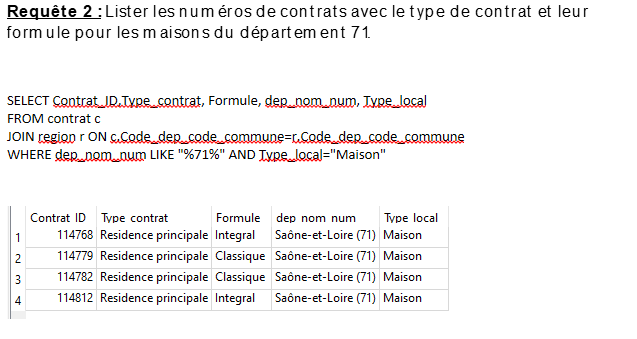 Requête 2 : Lister les numéros de contrats avec le type de contrat et leur
formule pour les maisons du département 71.
SELECT Contrat_ID,Type_contrat, Formule, dep_nom_num, Type_local
FROM contrat c
JOIN region r ON c.Code_dep_code_commune=r.Code_dep_code_commune
WHERE dep_nom_num LIKE "%71%" AND Type_local="Maison"
Contrat ID Type contrat Formule dep nom num Type local
1 114768 Residence principale Integral Saône-et-Loire (71) Maison
2 114779 Residence principale Classique Saône-et-Loire (71) Maison
3 114782 Residence principale Classique Saône-et-Loire (71) Maison
4 114812 Residence principale Integral Saône-et-Loire (71) Maison